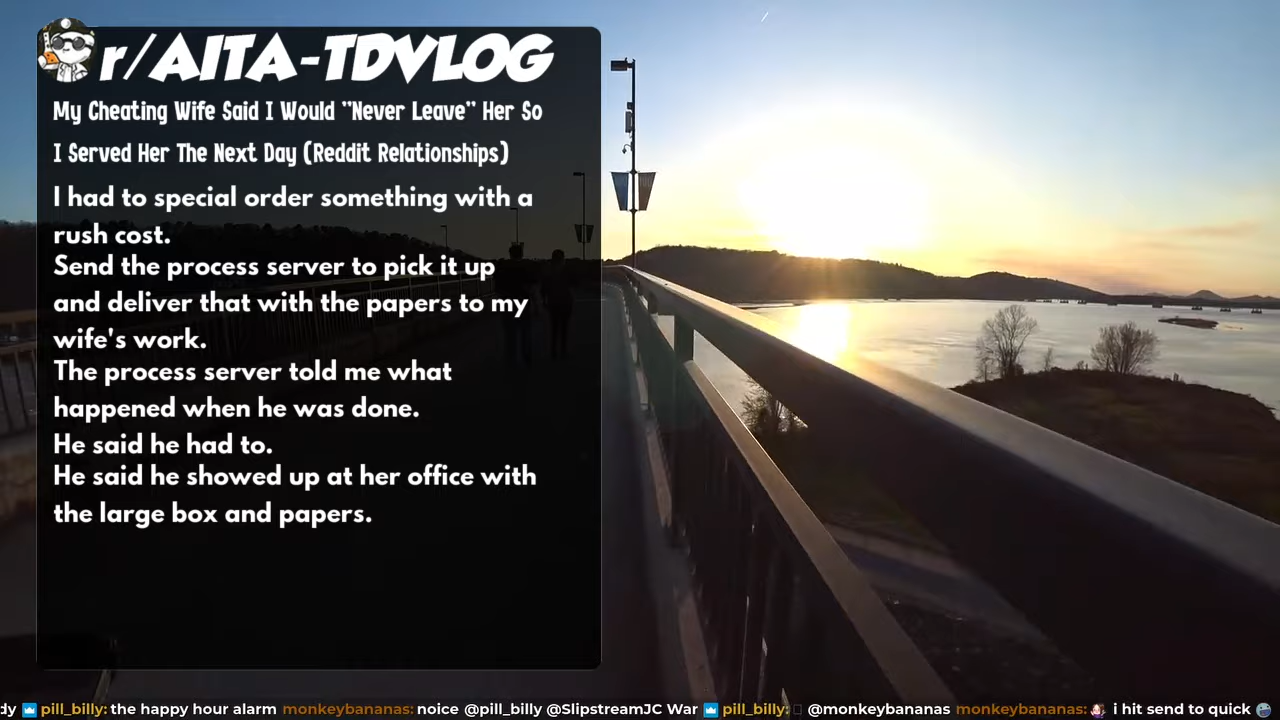 r/AITA-TDVLOG
My Cheating Wife Said I Would "Never Leave" Her So
I Served Her The Next Day (Reddit Relationships)
I had to special order something with a
rush cost.
Send the process server to pick it up
and deliver that with the papers to my
wife's work.
The process server told me what
happened when he was done.
He said he had to.
He said he showed up at her office with
the large box and papers.
dy pill_billy: the happy hour alarm monkeybananas: noice @pill_billy @SlipstreamJC War pill_billy: @monkeybananas monkeybananas: i hit send to quick